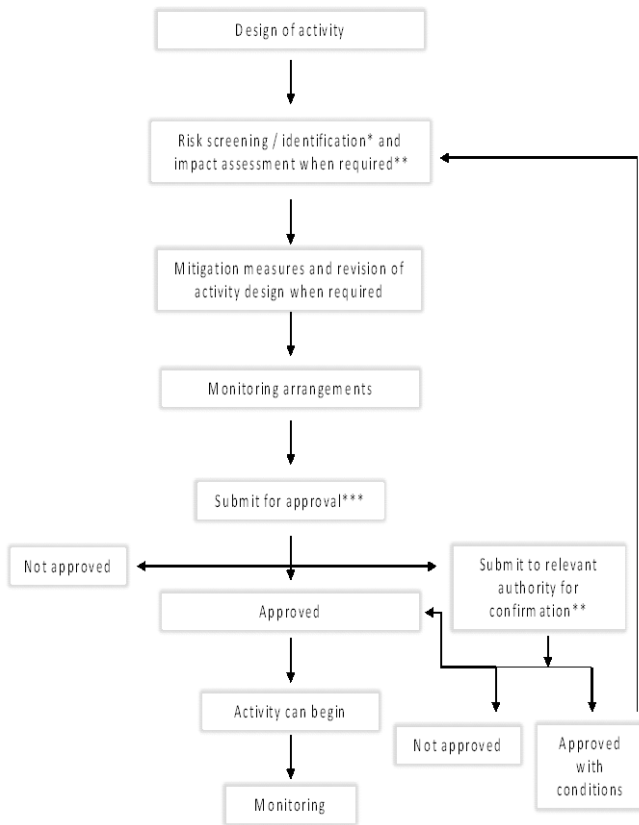 Design of activity
Risk screening / identification* and
impact assessment when required**
Mitigation measures and revision of
activity design when required
Monitoring arrangements
Submit for approval***
Not approved
Submit to relevant
authority for
confirmation**
Approved
Activity can begin
Not approved
Approved
with
conditions
Monitoring